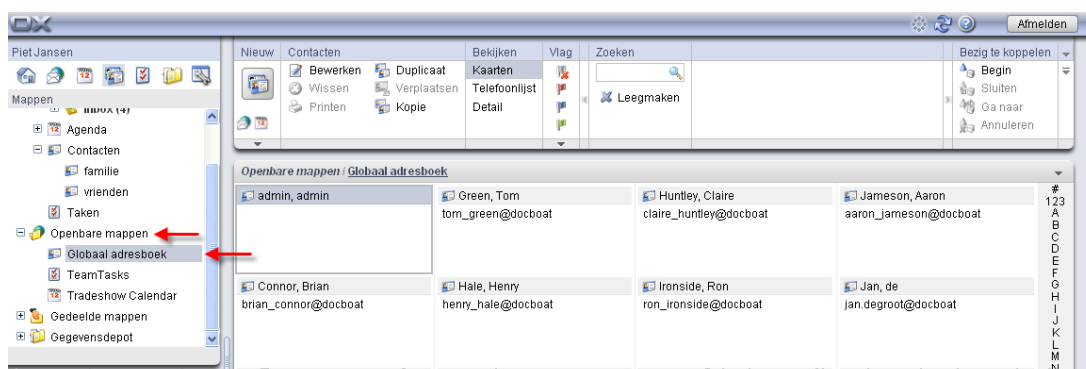 OX
Afmelden
Piet Jansen
Mappen
Inbox (4)
Agenda
Contacten
familie
vrienden
Taken
Openbare mappen
Globaal adresboek
TeamTasks
Tradeshow Calendar
Gedeelde mappen
Gegevensdepot
Nieuw
Contacten
Bewerken
Duplicaat
Wissen
Verplaatsen
Printen
Kopie
Bekijken
Kaarten
Telefoonlijst
Detail
Vlag
Zoeken
Leegmaken
Bezig te koppelen
Begin
Sluiten
Ga naar
Annuleren
Openbare mappen / Globaal adresboek
admin, admin
Green, Tom
tom_green@docboat
Huntley, Claire
claire_huntley@docboat
Jameson, Aaron
aaron_jameson@docboat
Connor, Brian
brian_connor@docboat
Hale, Henry
henry_hale@docboat
Ironside, Ron
ron_ironside@docboat
Jan, de
jan.degroot@docboat
#
123
A
B
C
D
E
F
G
H
I
J
K
L
M
N